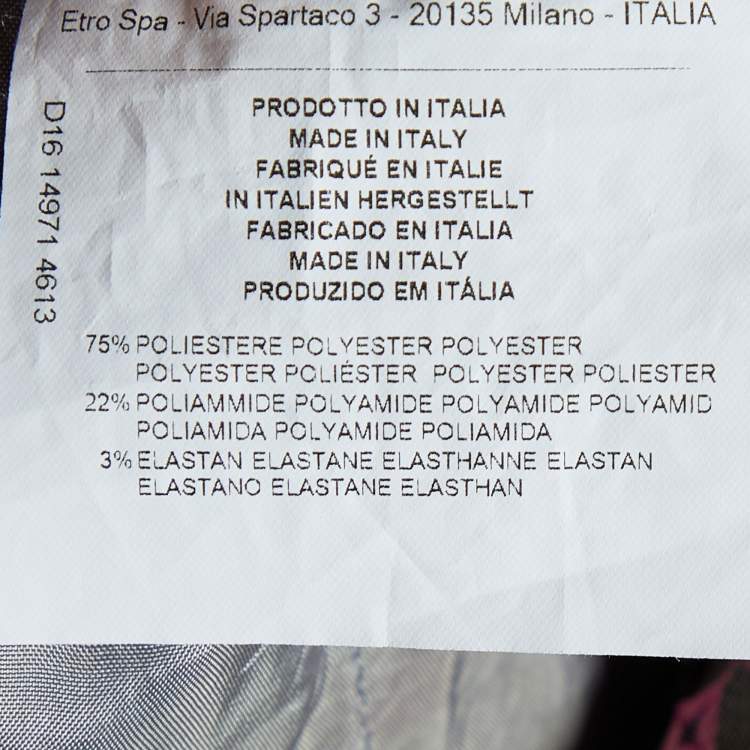 Etro Spa - Via Spartaco 3 - 20135 Milano - ITALIA
D16 14971 4613
PRODOTTO IN ITALIA
MADE IN ITALY
FABRIQUÉ EN ITALIE
IN ITALIEN HERGESTELLT
FABRICADO EN ITALIA
MADE IN ITALY
PRODUZIDO EM ITÁLIA
75% POLIESTERE POLYESTER POLYESTER
POLYESTER POLIÉSTER POLYESTER POLIESTER
22% POLIAMMIDE POLYAMIDE POLYAMIDE POLYAMID
POLIAMIDA POLYAMIDE POLIAMIDA
3% ELASTAN ELASTANE ELASTHANNE ELASTAN
ELASTANO ELASTANE ELASTHAN